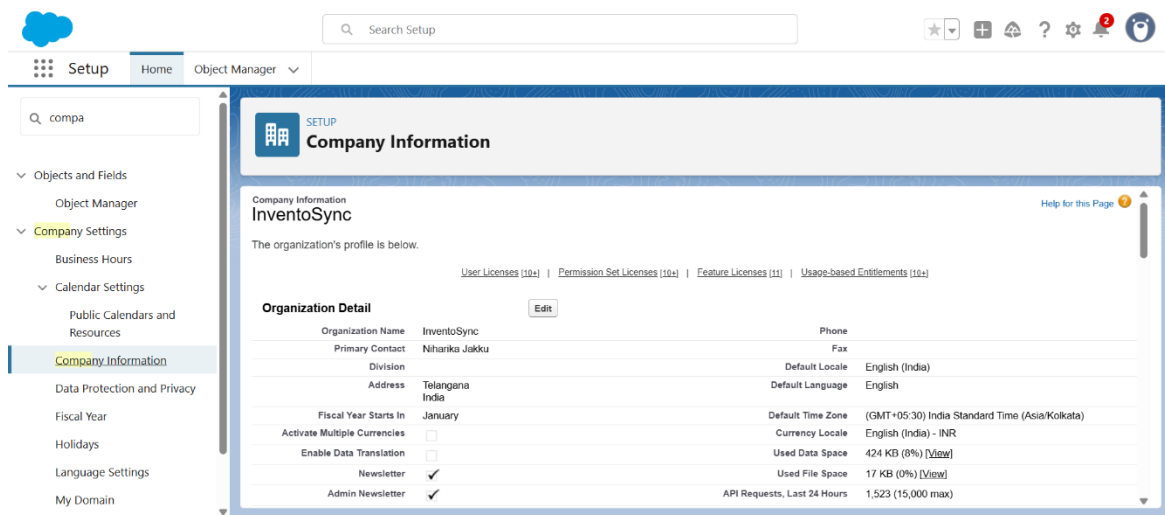 Search Setup
2
Setup Home Object Manager
compa
Objects and Fields
Object Manager
Company Settings
Business Hours
Calendar Settings
Public Calendars and
Resources
Company Information
Data Protection and Privacy
Fiscal Year
Holidays
Language Settings
My Domain
SETUP
Company Information
Company Information
InventoSync
Help for this Page ?
The organization's profile is below.
User Licenses [10+] | Permission Set Licenses [10+] | Feature Licenses [11] | Usage-based Entitlements [10+]
Organization Detail Edit
Organization Name InventoSync Phone
Primary Contact Niharika Jakku Fax
Division Default Locale English (India)
Address Telangana Default Language English
India
Fiscal Year Starts In January Default Time Zone (GMT+05:30) India Standard Time (Asia/Kolkata)
Activate Multiple Currencies Currency Locale English (India) - INR
Enable Data Translation Used Data Space 424 KB (8%) [View]
Newsletter ✓ Used File Space 17 KB (0%) [View]
Admin Newsletter ✓ API Requests, Last 24 Hours 1,523 (15,000 max)